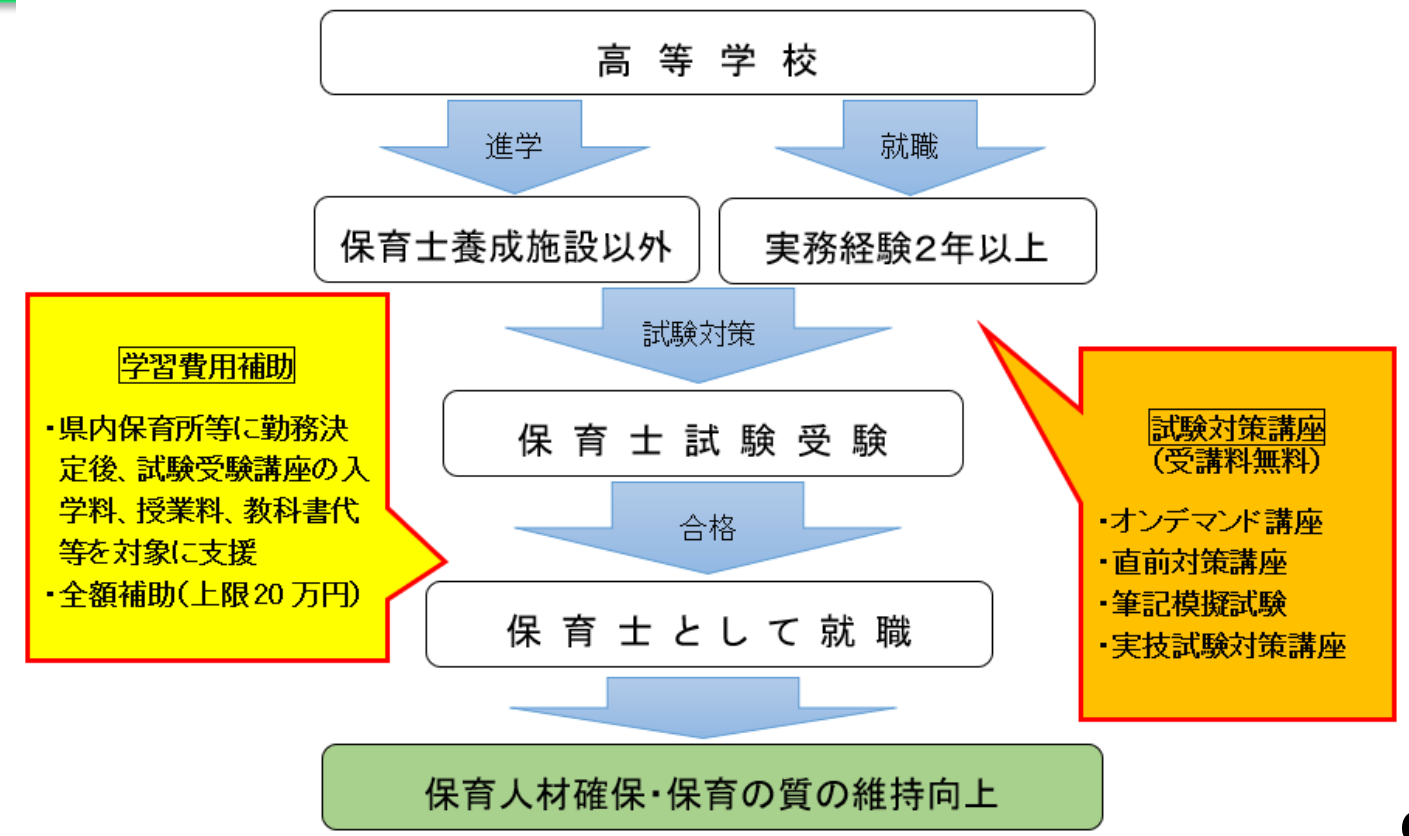 高等学校
進学
就職
保育士養成施設以外
実務経験2年以上
試験対策
学習費用補助
・県内保育所等に勤務決
定後、試験受験講座の入
学料、授業料、教科書代
等を対象に支援
・全額補助(上限20万円)
保育士試験受験
試験対策講座
(受講料無料)
・オンデマンド講座
・直前対策講座
・筆記模擬試験
・実技試験対策講座
合格
保育士として就職
保育人材確保・保育の質の維持向上